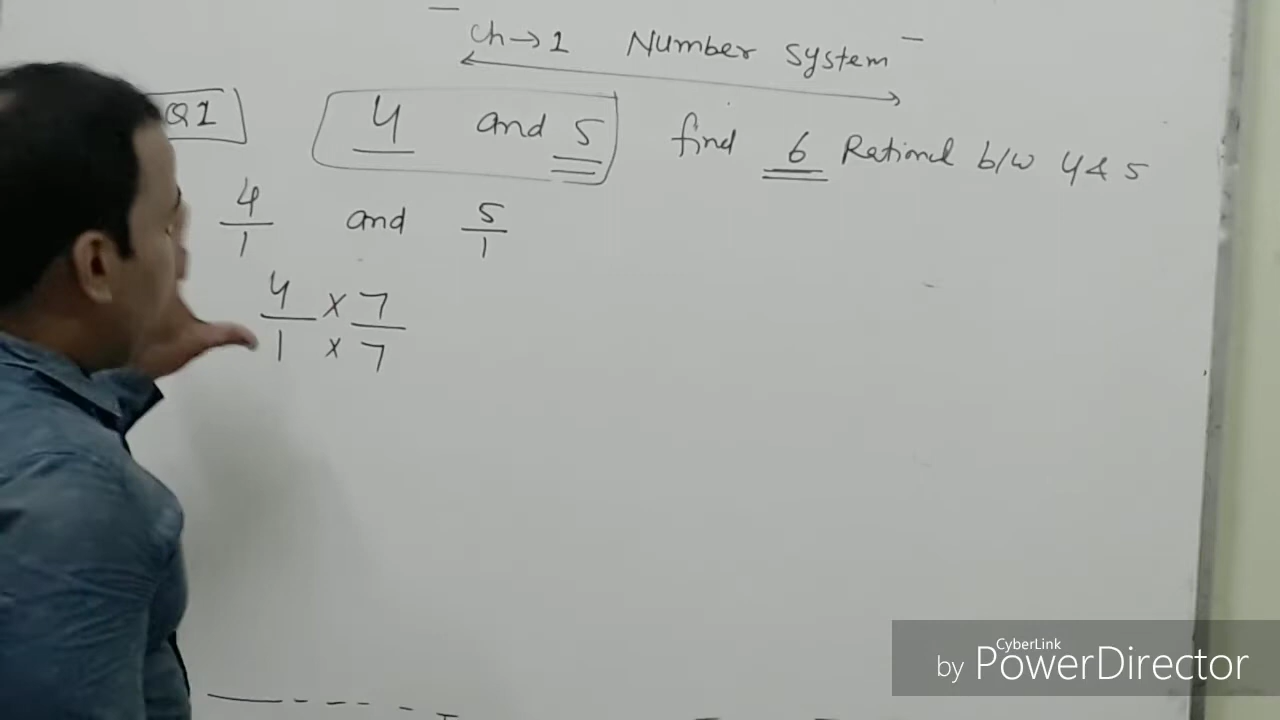 Ch→1 Number System
Q1 4 and 5 find 6 Rational b/w 4 & 5
4/1 and 5/1
4/1 × 7/7
CyberLink
by PowerDirector